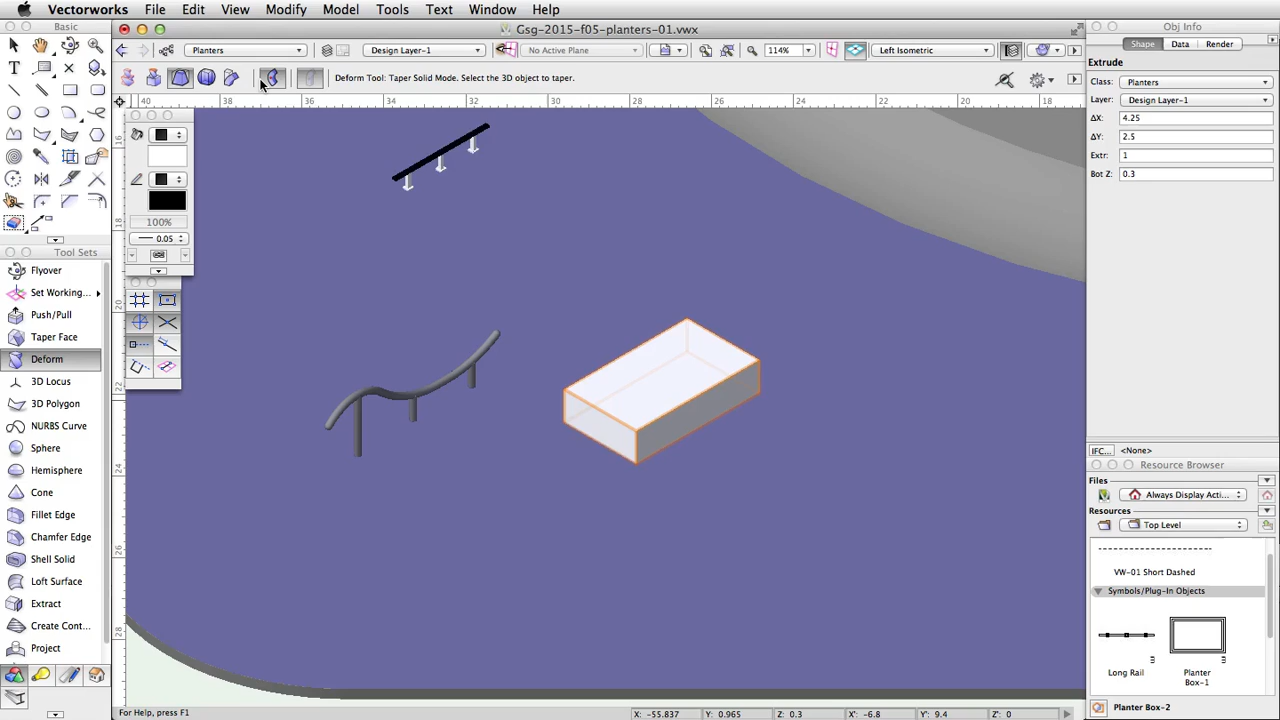 Vectorworks File Edit View Modify Model Tools Text Window Help
Basic
Gsg-2015-f05-planters-01.vwx
Obj Info
Planters
Design Layer-1
No Active Plane
114%
Left Isometric
Shape Data Render
Extrude
Deform Tool: Taper Solid Mode. Select the 3D object to taper.
Class: Planters
Layer: Design Layer-1
ΔX: 4.25
ΔY: 2.5
Extr: 1
Bot Z: 0.3
40 38 36 34 32 30 28 26 24 22 20 18
16
18
20
22
24
26
28
100%
0.05
Tool Sets
Flyover
Set Working...
Push/Pull
Taper Face
Deform
3D Locus
3D Polygon
NURBS Curve
Sphere
Hemisphere
Cone
Fillet Edge
Chamfer Edge
Shell Solid
Loft Surface
Extract
Create Cont...
Project
IFC... <None>
Resource Browser
Files
Always Display Acti...
Resources
Top Level
VW-01 Short Dashed
Symbols/Plug-In Objects
Long Rail
Planter
Box-1
Planter Box-2
For Help, press F1
X: -55.837 Y: 0.965 Z: 0.3 X': -6.8 Y': 9.4 Z': 0